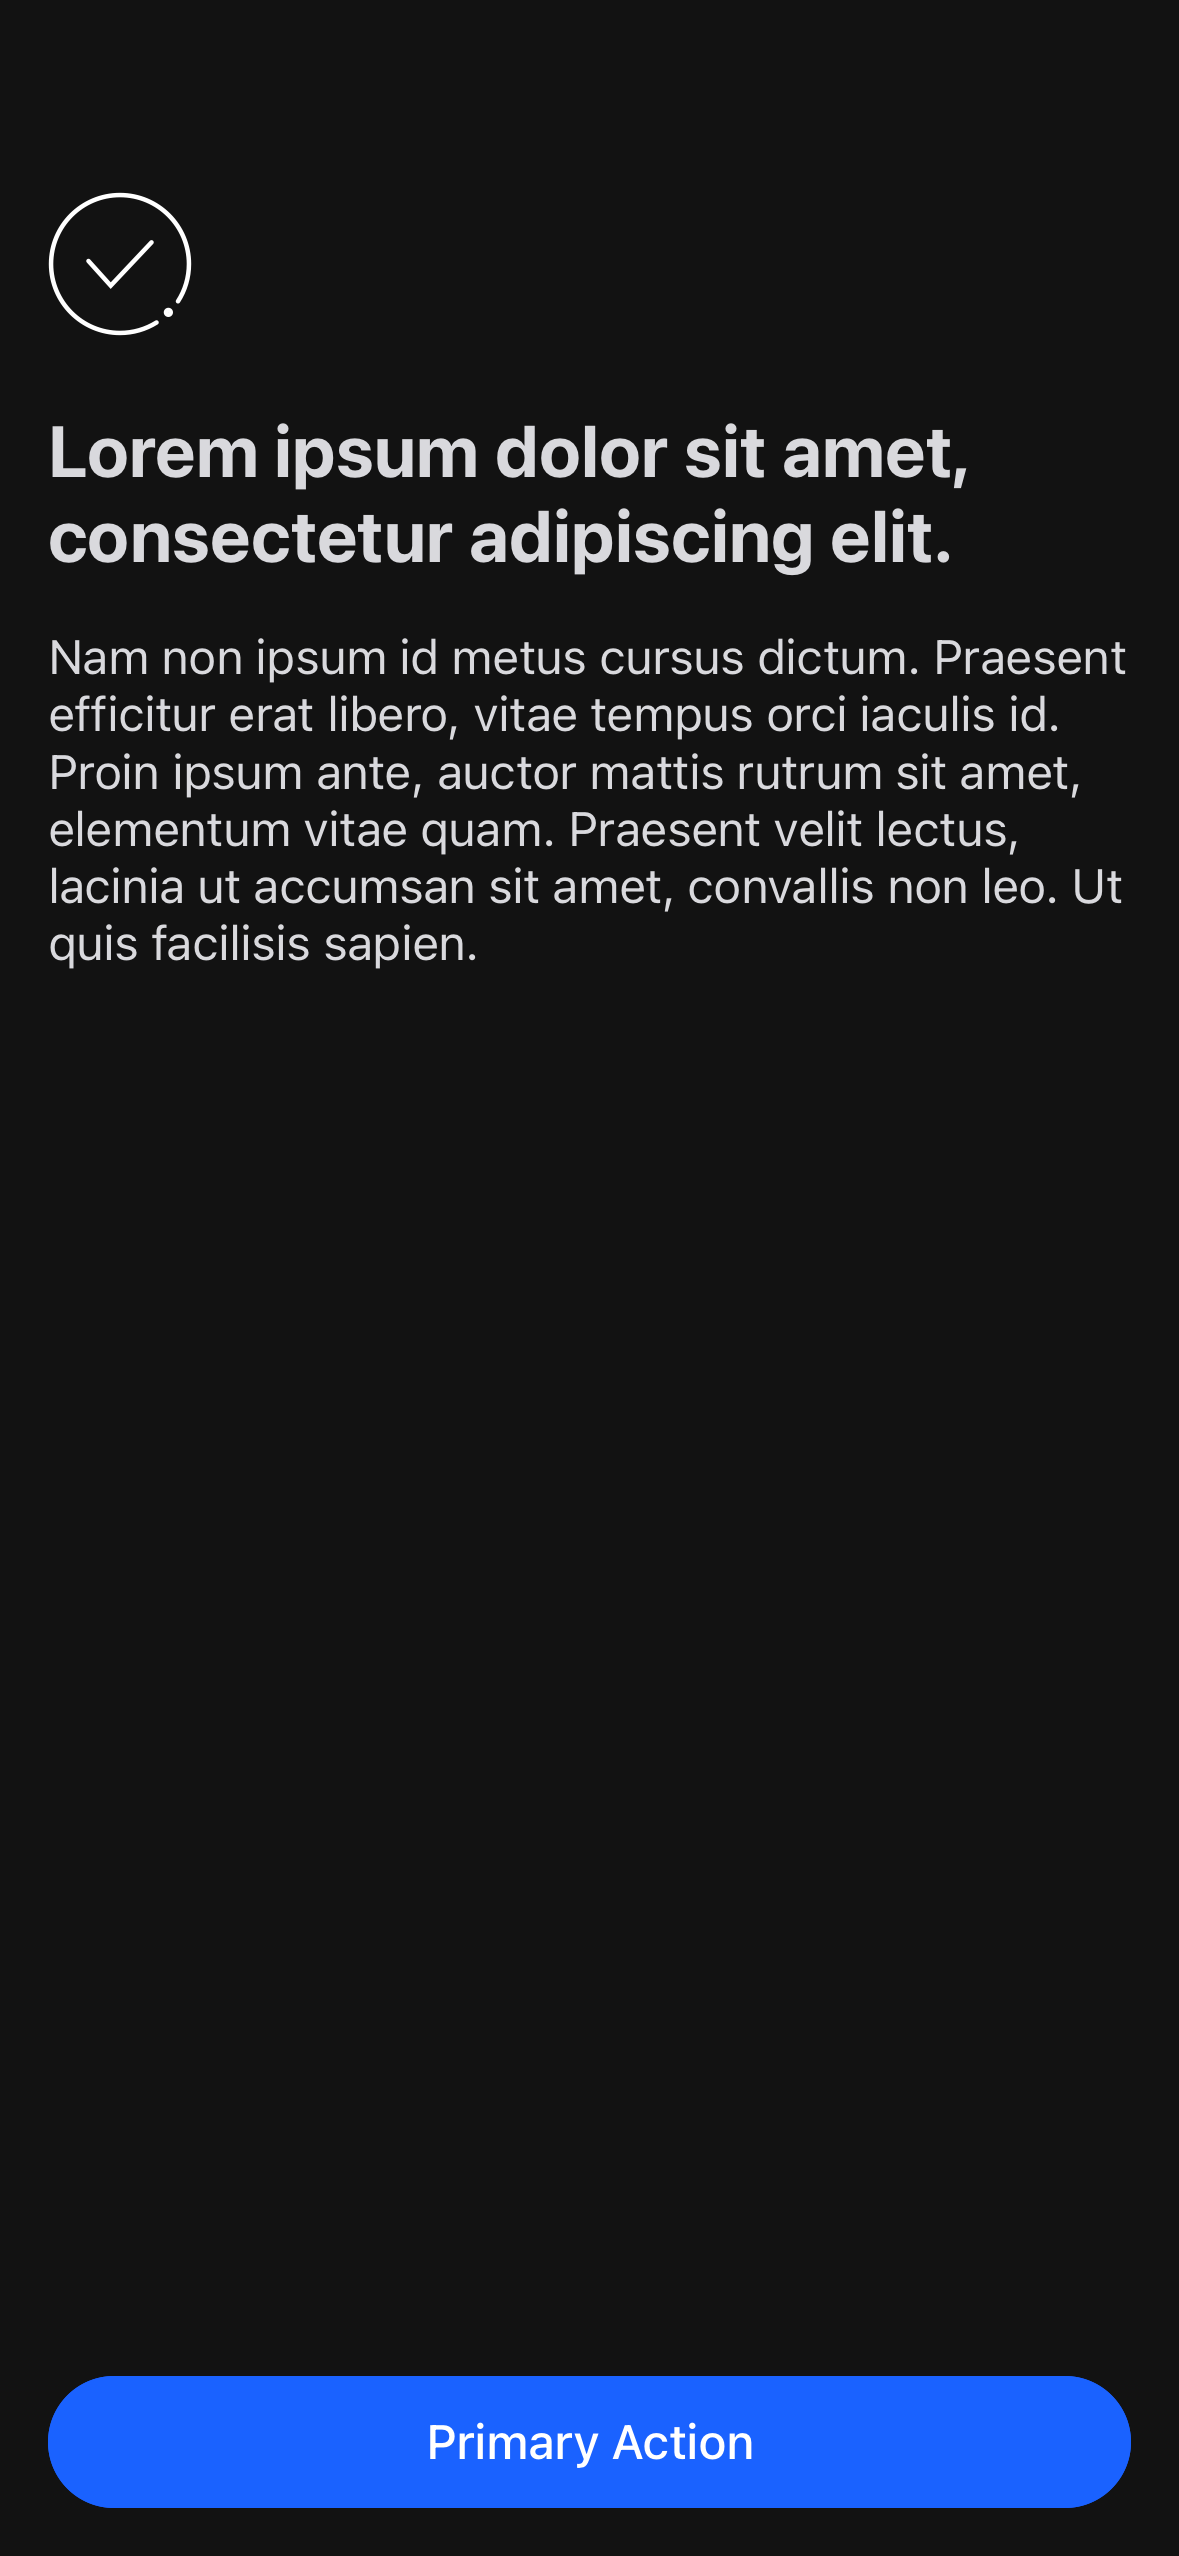 Lorem ipsum dolor sit amet,
consectetur adipiscing elit.
Nam non ipsum id metus cursus dictum. Praesent
efficitur erat libero, vitae tempus orci iaculis id.
Proin ipsum ante, auctor mattis rutrum sit amet,
elementum vitae quam. Praesent velit lectus,
lacinia ut accumsan sit amet, convallis non leo. Ut
quis facilisis sapien.
Primary Action